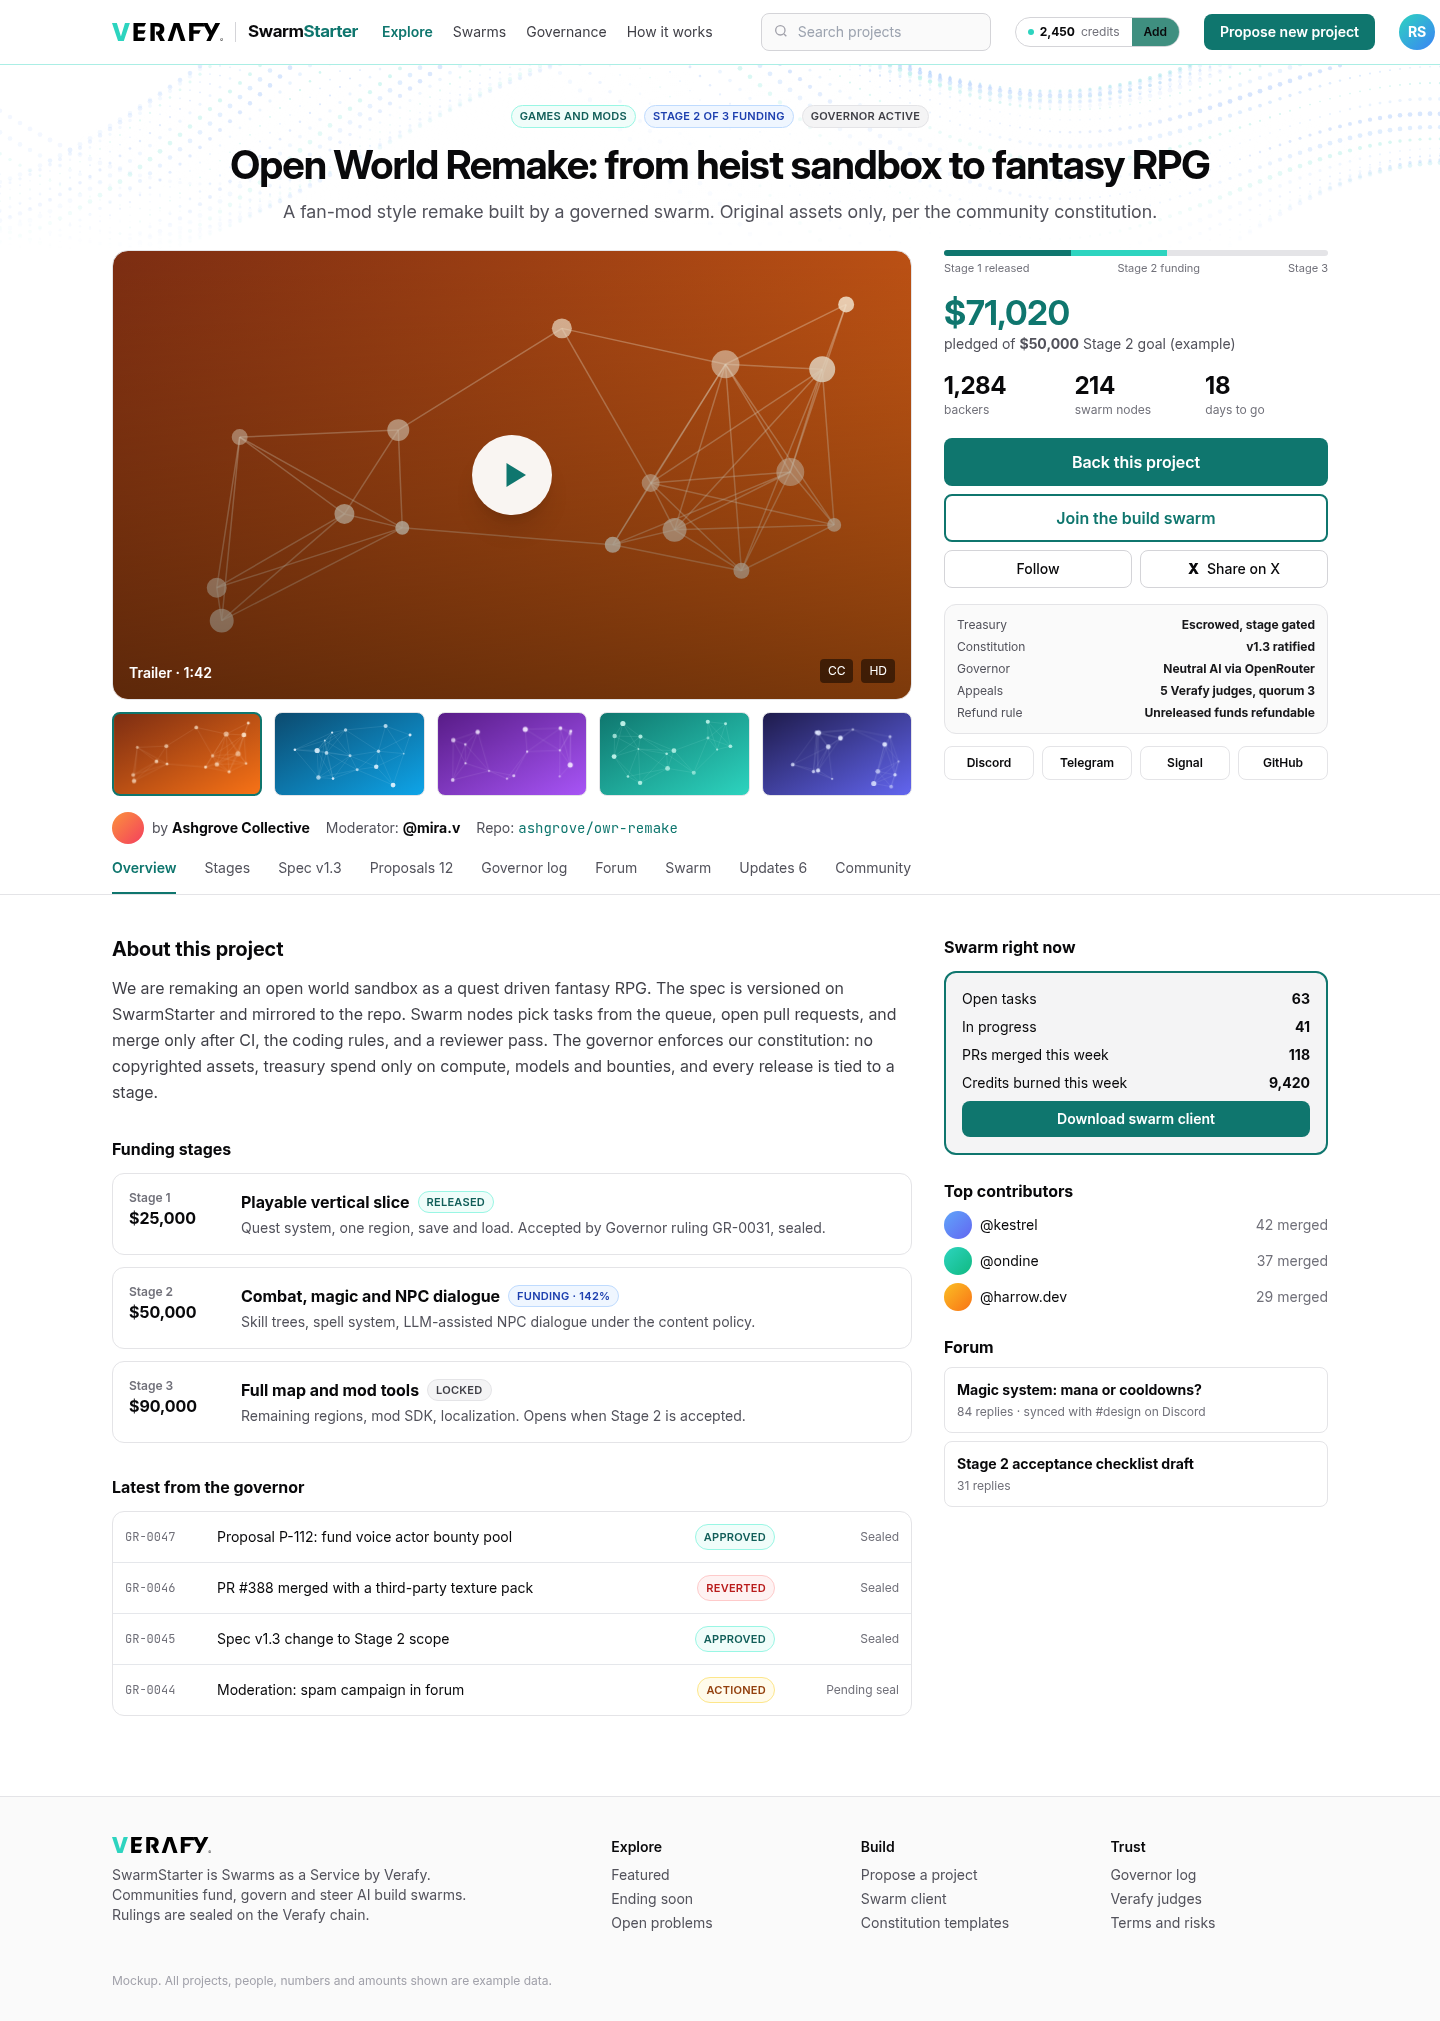 VERAFY. SwarmStarter Explore Swarms Governance How it works Search projects 2,450 credits Add Propose new project RS
GAMES AND MODS STAGE 2 OF 3 FUNDING GOVERNOR ACTIVE
Open World Remake: from heist sandbox to fantasy RPG
A fan-mod style remake built by a governed swarm. Original assets only, per the community constitution.
Trailer · 1:42
CC HD
by Ashgrove Collective Moderator: @mira.v Repo: ashgrove/owr-remake
Stage 1 released Stage 2 funding Stage 3
$71,020
pledged of $50,000 Stage 2 goal (example)
1,284 214 18
backers swarm nodes days to go
Back this project
Join the build swarm
Follow X Share on X
Treasury Escrowed, stage gated
Constitution v1.3 ratified
Governor Neutral AI via OpenRouter
Appeals 5 Verafy judges, quorum 3
Refund rule Unreleased funds refundable
Discord Telegram Signal GitHub
Overview Stages Spec v1.3 Proposals 12 Governor log Forum Swarm Updates 6 Community
About this project
We are remaking an open world sandbox as a quest driven fantasy RPG. The spec is versioned on
SwarmStarter and mirrored to the repo. Swarm nodes pick tasks from the queue, open pull requests, and
merge only after CI, the coding rules, and a reviewer pass. The governor enforces our constitution: no
copyrighted assets, treasury spend only on compute, models and bounties, and every release is tied to a
stage.
Funding stages
Stage 1
$25,000
Playable vertical slice RELEASED
Quest system, one region, save and load. Accepted by Governor ruling GR-0031, sealed.
Stage 2
$50,000
Combat, magic and NPC dialogue FUNDING · 142%
Skill trees, spell system, LLM-assisted NPC dialogue under the content policy.
Stage 3
$90,000
Full map and mod tools LOCKED
Remaining regions, mod SDK, localization. Opens when Stage 2 is accepted.
Latest from the governor
GR-0047 Proposal P-112: fund voice actor bounty pool APPROVED Sealed
GR-0046 PR #388 merged with a third-party texture pack REVERTED Sealed
GR-0045 Spec v1.3 change to Stage 2 scope APPROVED Sealed
GR-0044 Moderation: spam campaign in forum ACTIONED Pending seal
Swarm right now
Open tasks 63
In progress 41
PRs merged this week 118
Credits burned this week 9,420
Download swarm client
Top contributors
@kestrel 42 merged
@ondine 37 merged
@harrow.dev 29 merged
Forum
Magic system: mana or cooldowns?
84 replies · synced with #design on Discord
Stage 2 acceptance checklist draft
31 replies
VERAFY.
SwarmStarter is Swarms as a Service by Verafy.
Communities fund, govern and steer AI build swarms.
Rulings are sealed on the Verafy chain.
Explore
Featured
Ending soon
Open problems
Build
Propose a project
Swarm client
Constitution templates
Trust
Governor log
Verafy judges
Terms and risks
Mockup. All projects, people, numbers and amounts shown are example data.